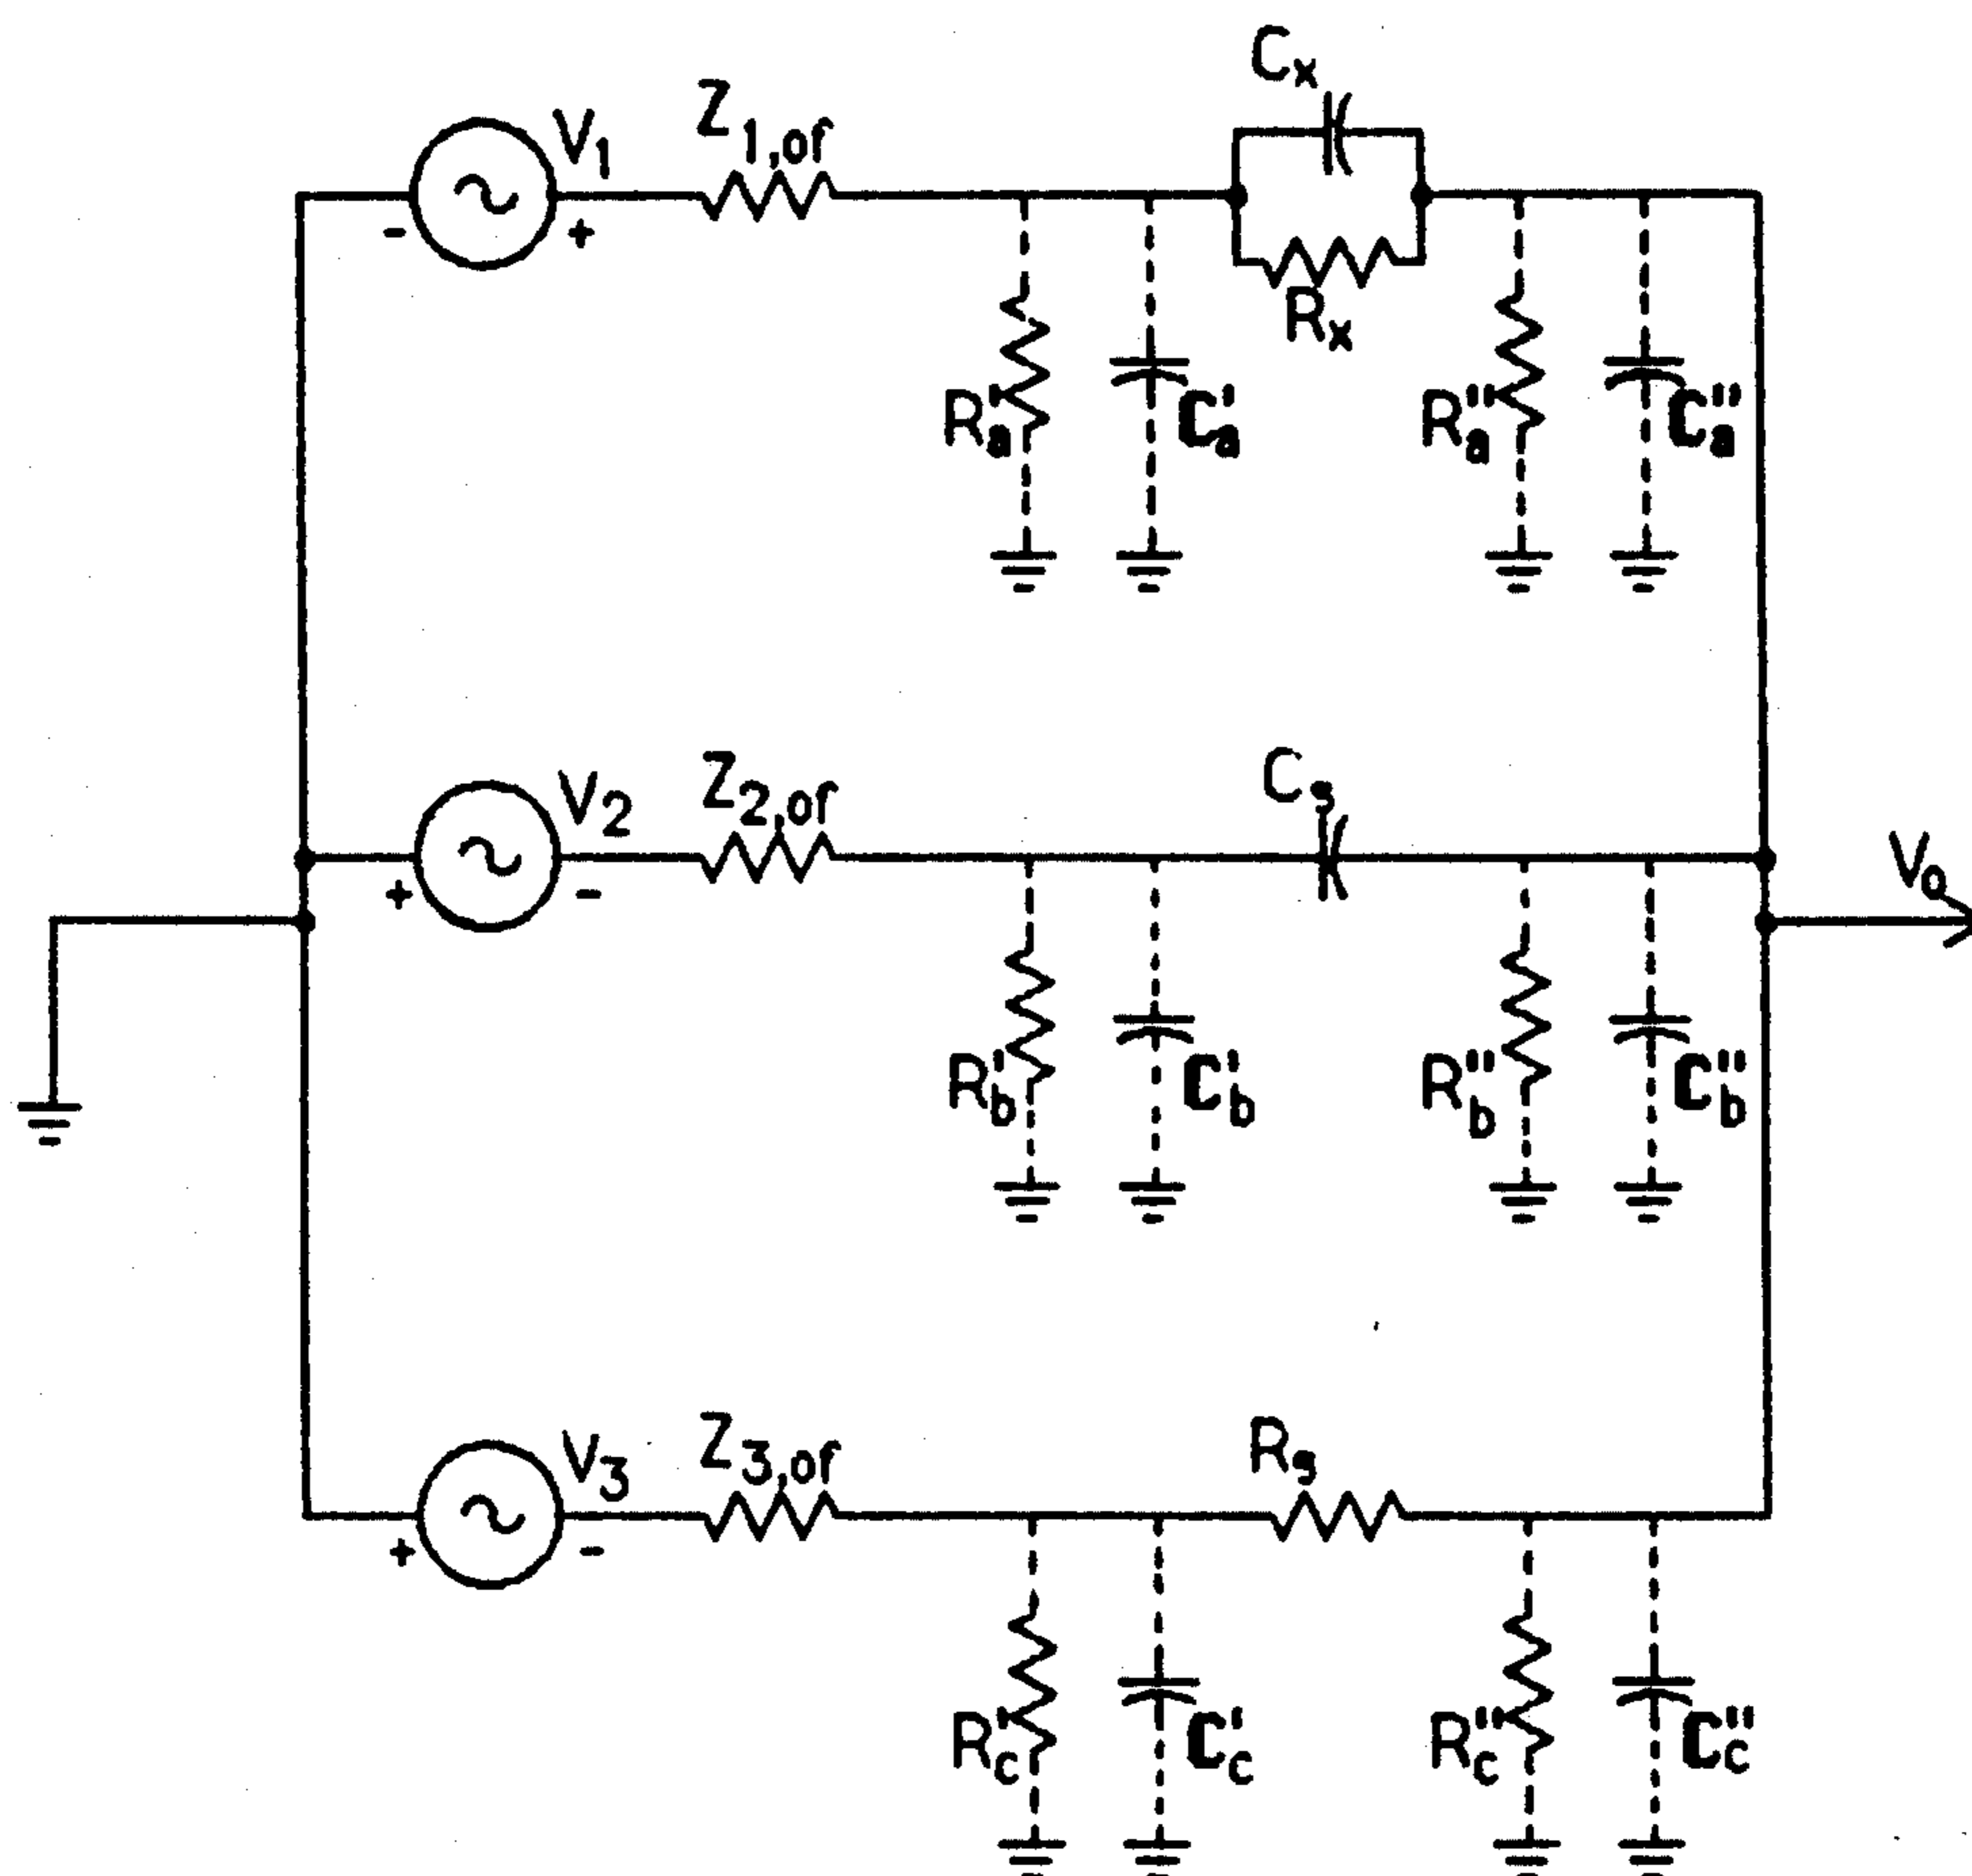 Cx
V1
Z1,of
- +
Rx
R'a
C'a
R"a
C"a
V2
Z2,of
Cs
Vo
+ -
R'b
C'b
R"b
C"b
V3
Z3,of
Rs
+ -
R'c
C'c
R"c
C"c